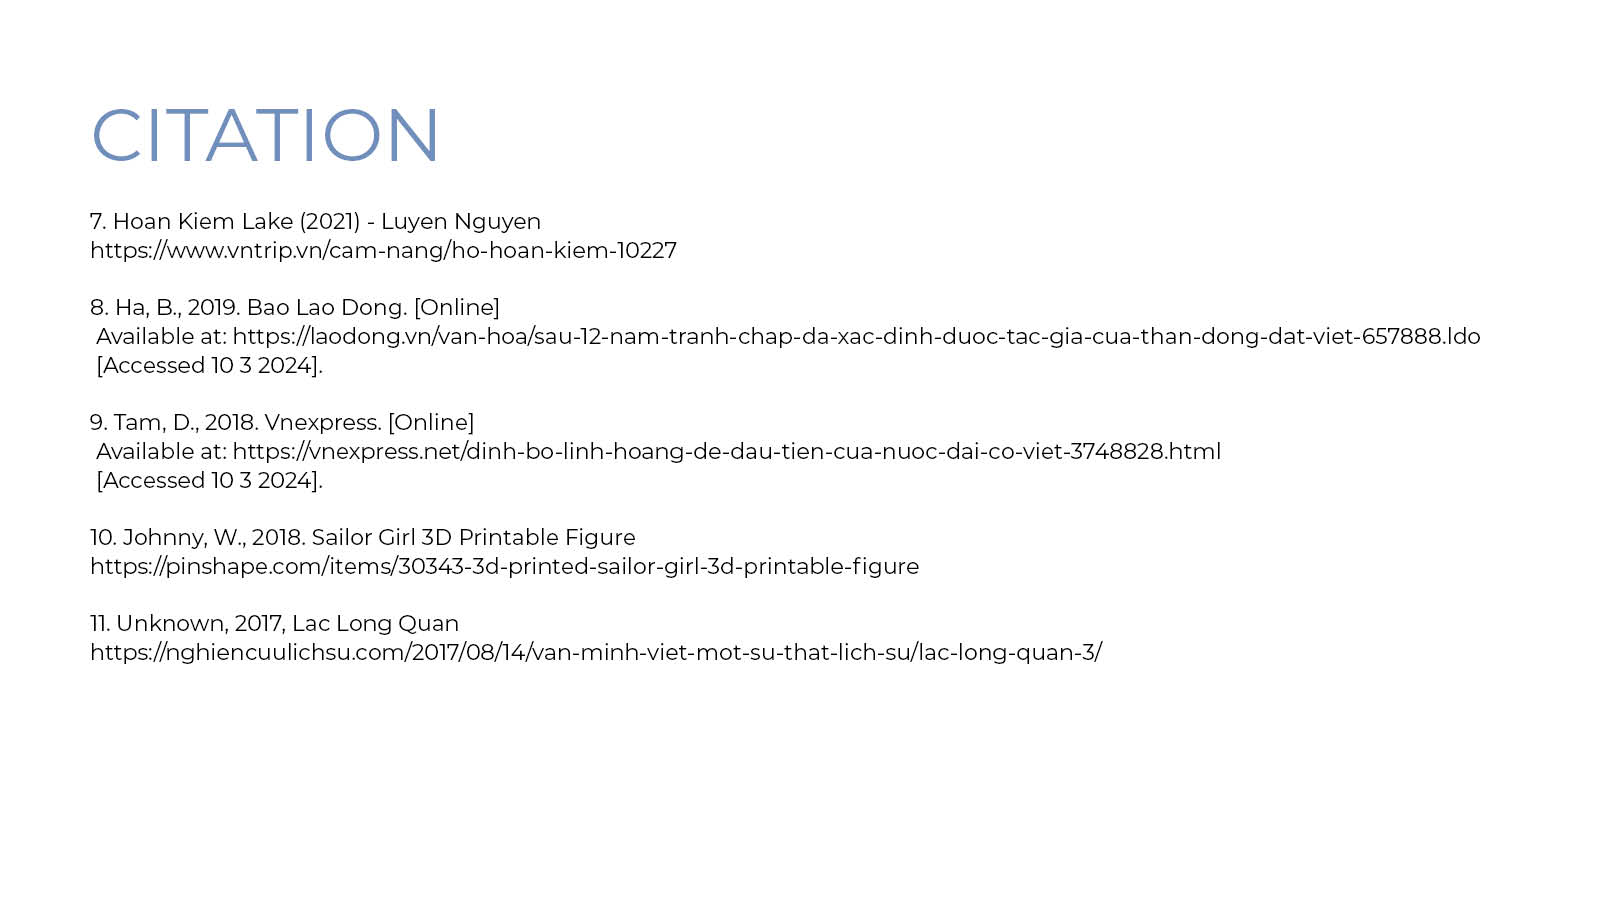 CITATION
7. Hoan Kiem Lake (2021) - Luyen Nguyen
https://www.vntrip.vn/cam-nang/ho-hoan-kiem-10227
8. Ha, B., 2019. Bao Lao Dong. [Online]
Available at: https://laodong.vn/van-hoa/sau-12-nam-tranh-chap-da-xac-dinh-duoc-tac-gia-cua-than-dong-dat-viet-657888.ldo
[Accessed 10 3 2024].
9. Tam, D., 2018. Vnexpress. [Online]
Available at: https://vnexpress.net/dinh-bo-linh-hoang-de-dau-tien-cua-nuoc-dai-co-viet-3748828.html
[Accessed 10 3 2024].
10. Johnny, W., 2018. Sailor Girl 3D Printable Figure
https://pinshape.com/items/30343-3d-printed-sailor-girl-3d-printable-figure
11. Unknown, 2017, Lac Long Quan
https://nghiencuulichsu.com/2017/08/14/van-minh-viet-mot-su-that-lich-su/lac-long-quan-3/